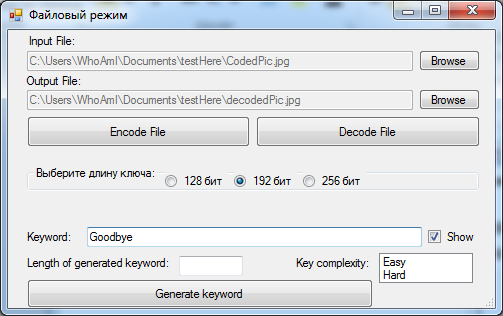 Файловый режим
Input File:
C:\Users\WhoAmI\Documents\testHere\CodedPic.jpg Browse
Output File:
C:\Users\WhoAmI\Documents\testHere\decodedPic.jpg Browse
Encode File Decode File
Выберите длину ключа: 128 бит 192 бит 256 бит
Keyword: Goodbye Show
Length of generated keyword: Key complexity: Easy
Hard
Generate keyword